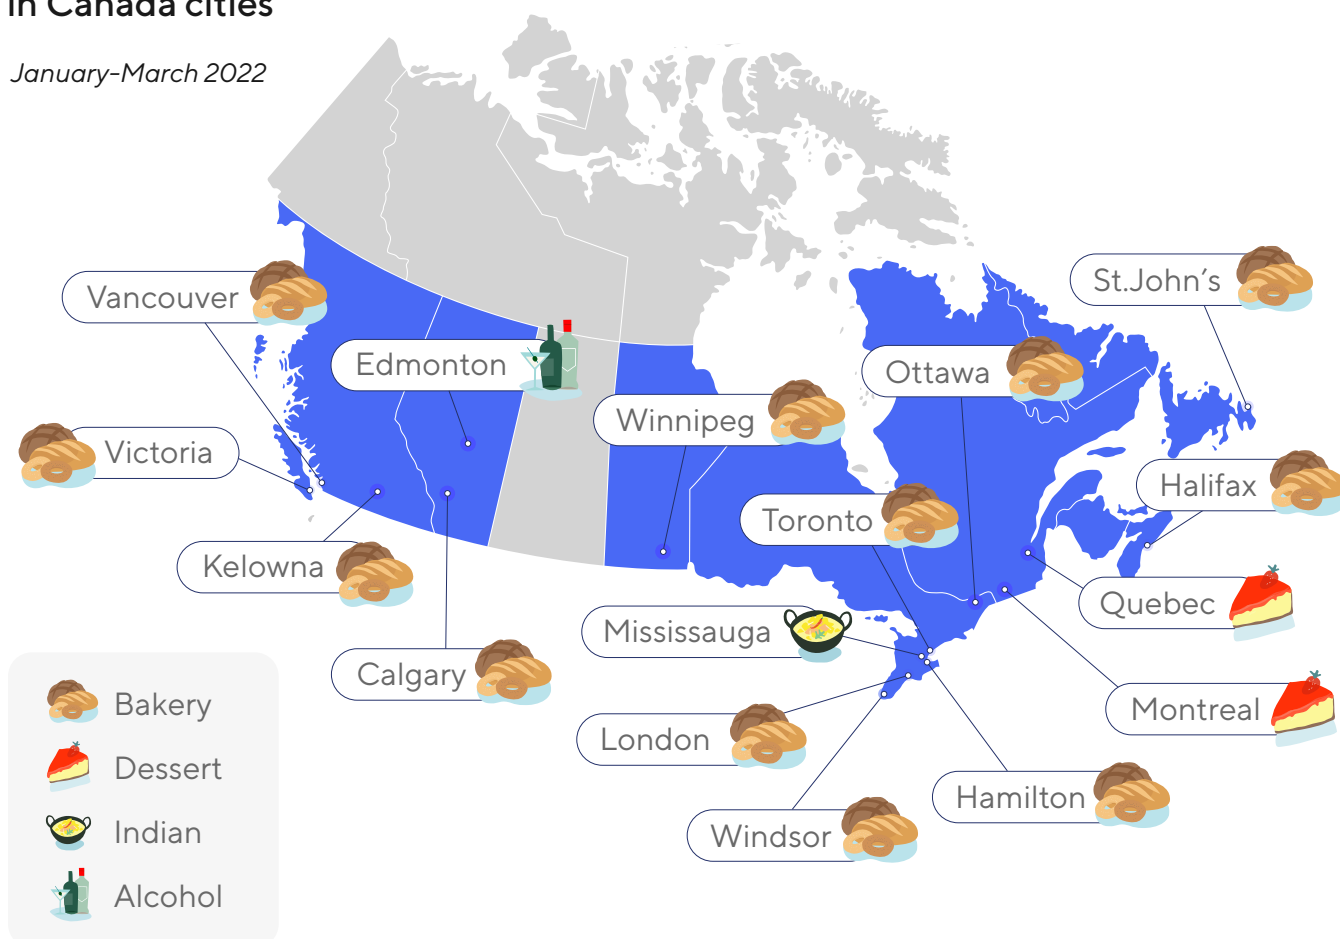 in Canada cities
January-March 2022
Vancouver
St.John's
Edmonton
Ottawa
Winnipeg
Victoria
Halifax
Toronto
Kelowna
Quebec
Mississauga
Calgary
Montreal
London
Hamilton
Windsor
Bakery
Dessert
Indian
Alcohol